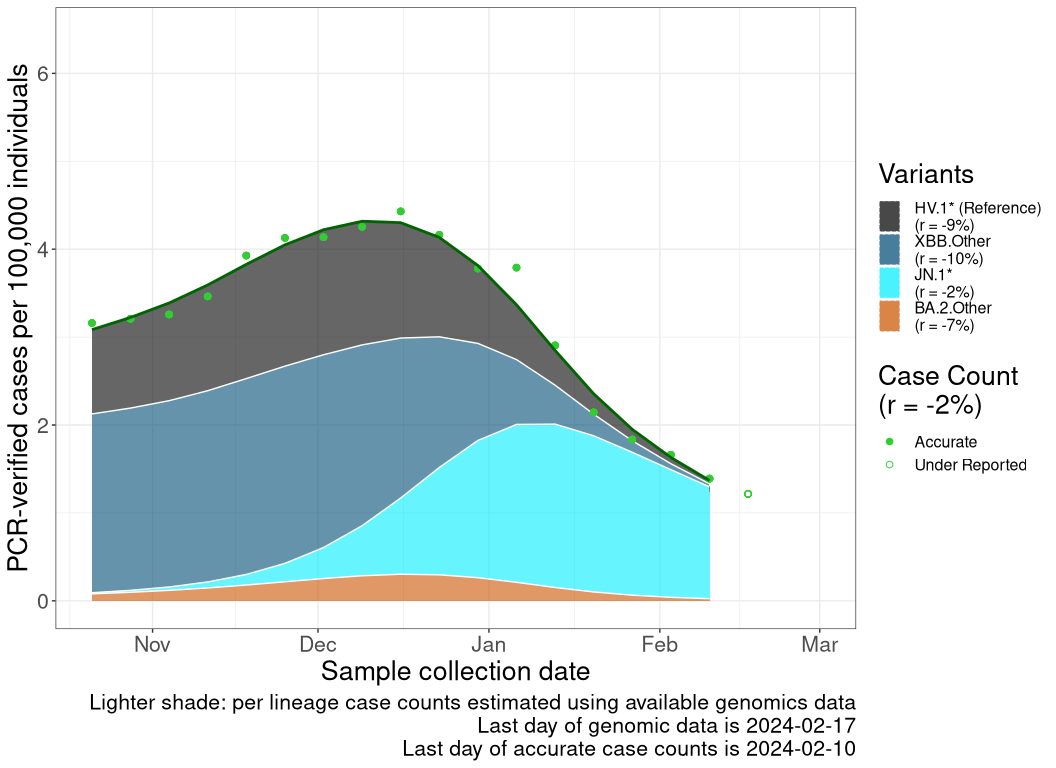 PCR-verified cases per 100,000 individuals
6
4
2
0
Nov
Dec
Jan
Feb
Mar
Sample collection date
Lighter shade: per lineage case counts estimated using available genomics data
Last day of genomic data is 2024-02-17
Last day of accurate case counts is 2024-02-10
Variants
HV.1* (Reference)
(r = -9%)
XBB.Other
(r = -10%)
JN.1*
(r = -2%)
BA.2.Other
(r = -7%)
Case Count
(r = -2%)
Accurate
Under Reported